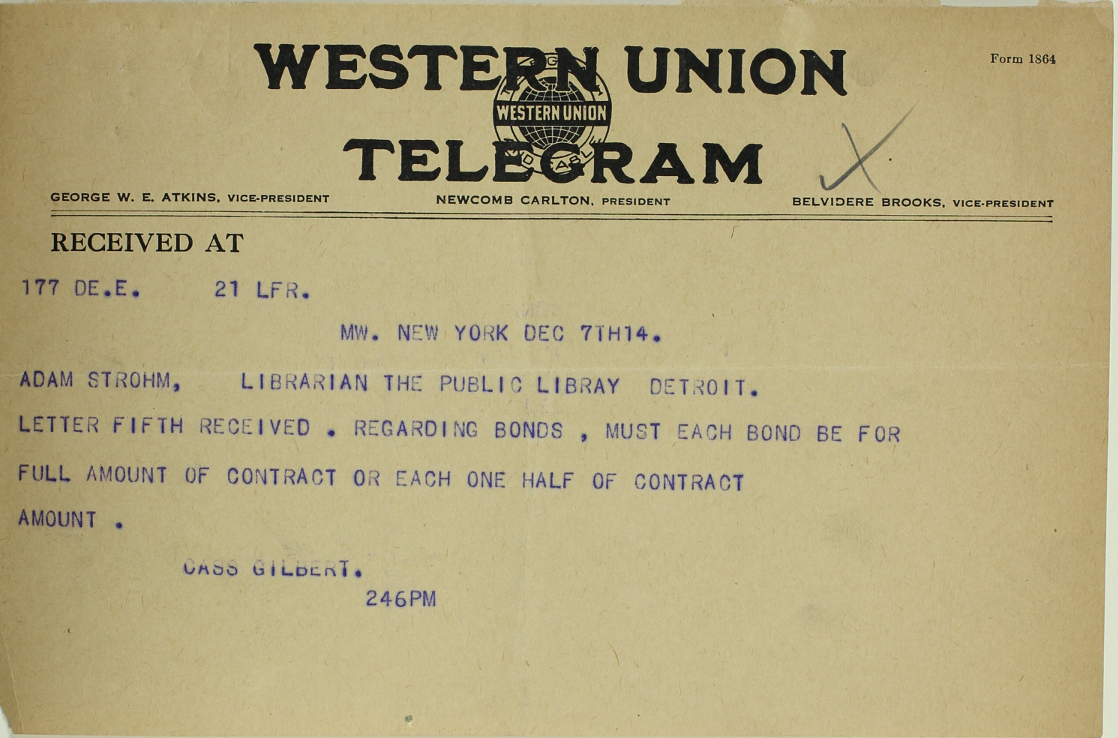 Form 1864
WESTERN UNION
WESTERN UNION
TELEGRAM
GEORGE W. E. ATKINS, VICE-PRESIDENT NEWCOMB CARLTON, PRESIDENT BELVIDERE BROOKS, VICE-PRESIDENT
RECEIVED AT
177 DE.E. 21 LFR.
MW. NEW YORK DEC 7TH14.
ADAM STROHM, LIBRARIAN THE PUBLIC LIBRAY DETROIT.
LETTER FIFTH RECEIVED . REGARDING BONDS , MUST EACH BOND BE FOR
FULL AMOUNT OF CONTRACT OR EACH ONE HALF OF CONTRACT
AMOUNT .
CASS GILBERT.
246PM